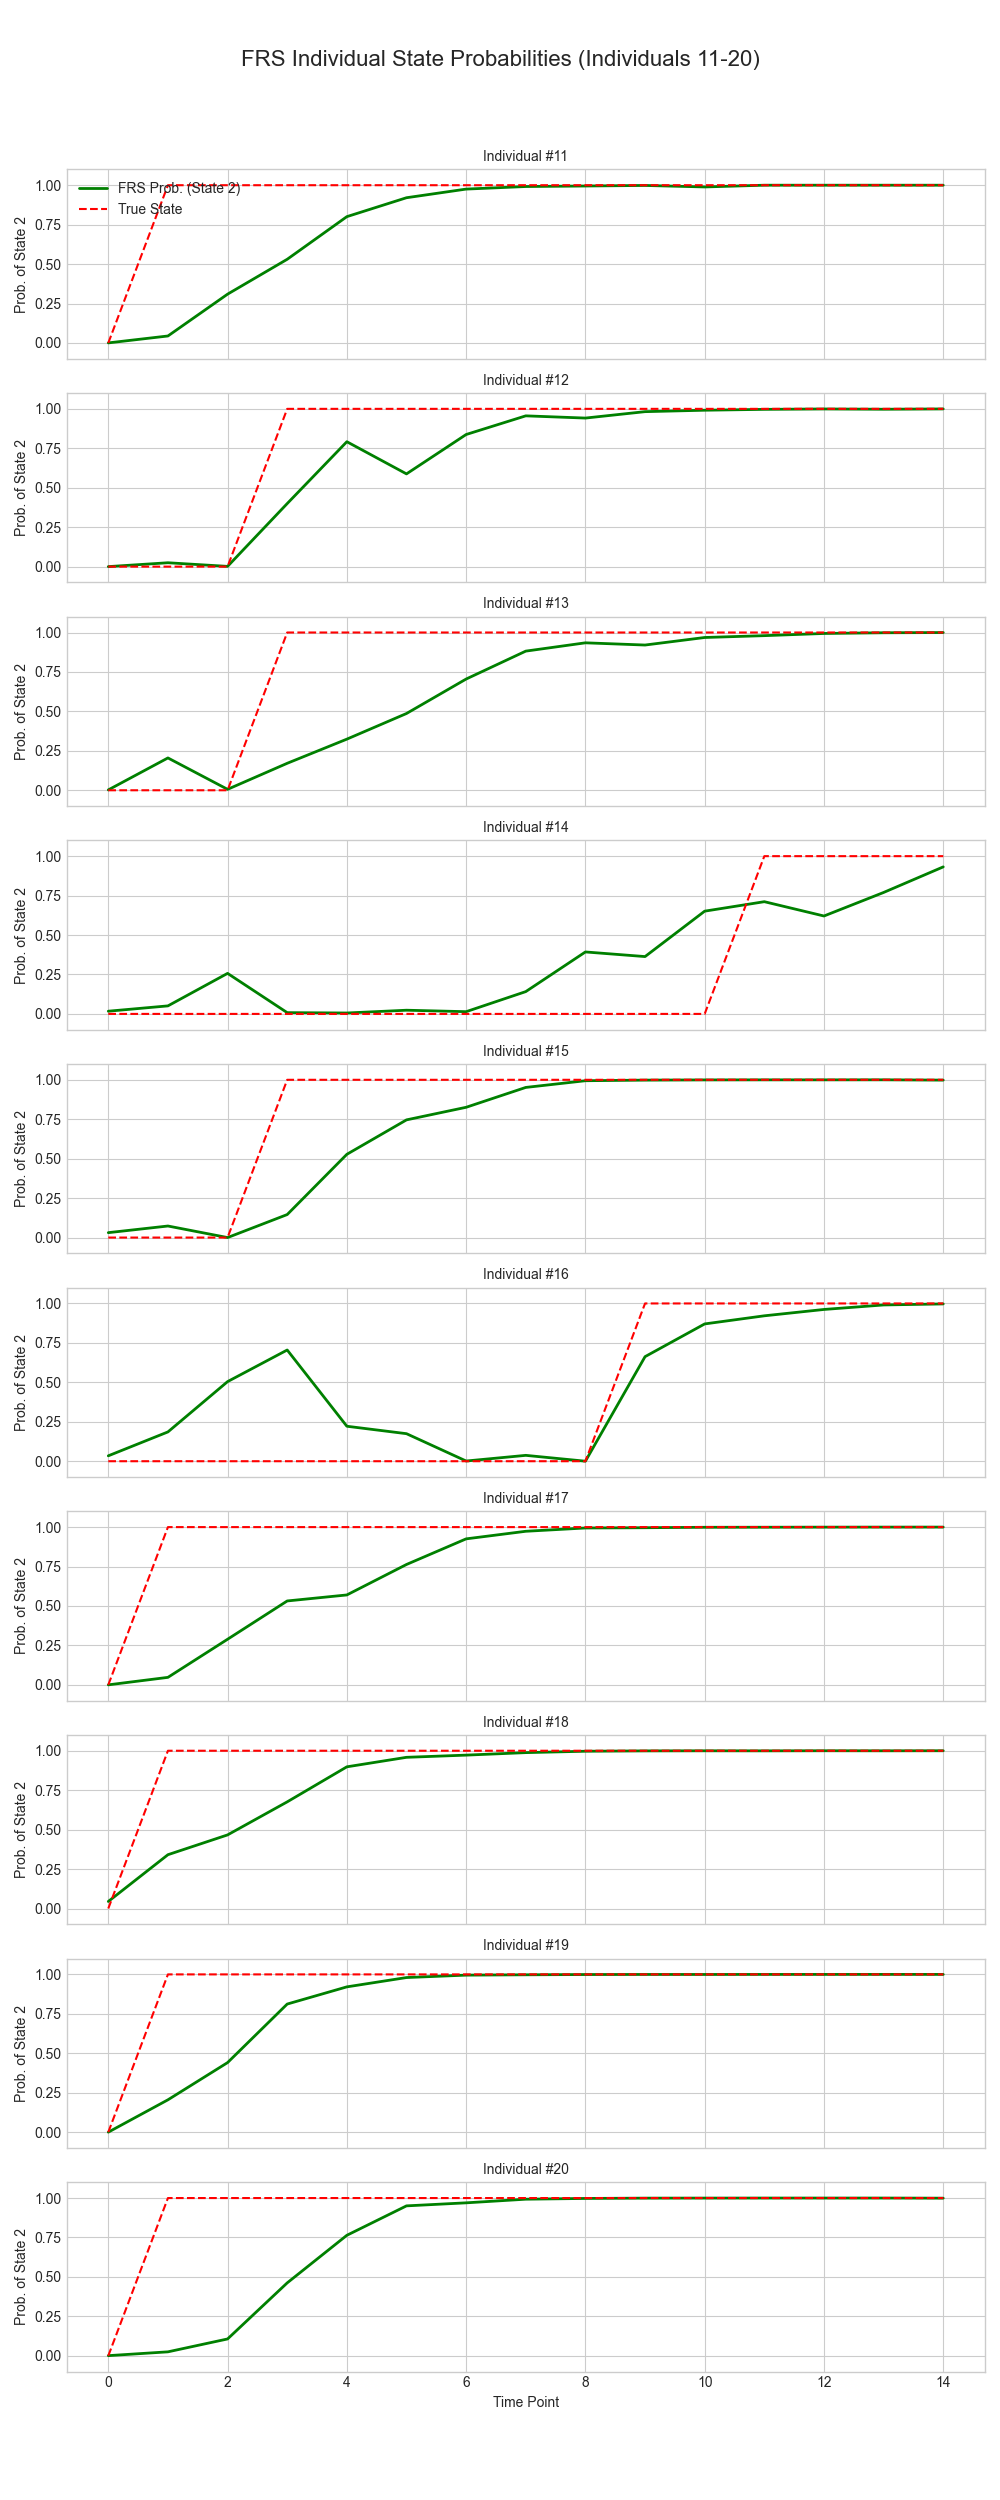 FRS Individual State Probabilities (Individuals 11-20)
Individual #11
1.00
0.75
0.50
0.25
0.00
Prob. of State 2
FRS Prob. (State 2)
True State
Individual #12
1.00
0.75
0.50
0.25
0.00
Prob. of State 2
Individual #13
1.00
0.75
0.50
0.25
0.00
Prob. of State 2
Individual #14
1.00
0.75
0.50
0.25
0.00
Prob. of State 2
Individual #15
1.00
0.75
0.50
0.25
0.00
Prob. of State 2
Individual #16
1.00
0.75
0.50
0.25
0.00
Prob. of State 2
Individual #17
1.00
0.75
0.50
0.25
0.00
Prob. of State 2
Individual #18
1.00
0.75
0.50
0.25
0.00
Prob. of State 2
Individual #19
1.00
0.75
0.50
0.25
0.00
Prob. of State 2
Individual #20
1.00
0.75
0.50
0.25
0.00
Prob. of State 2
0 2 4 6 8 10 12 14
Time Point